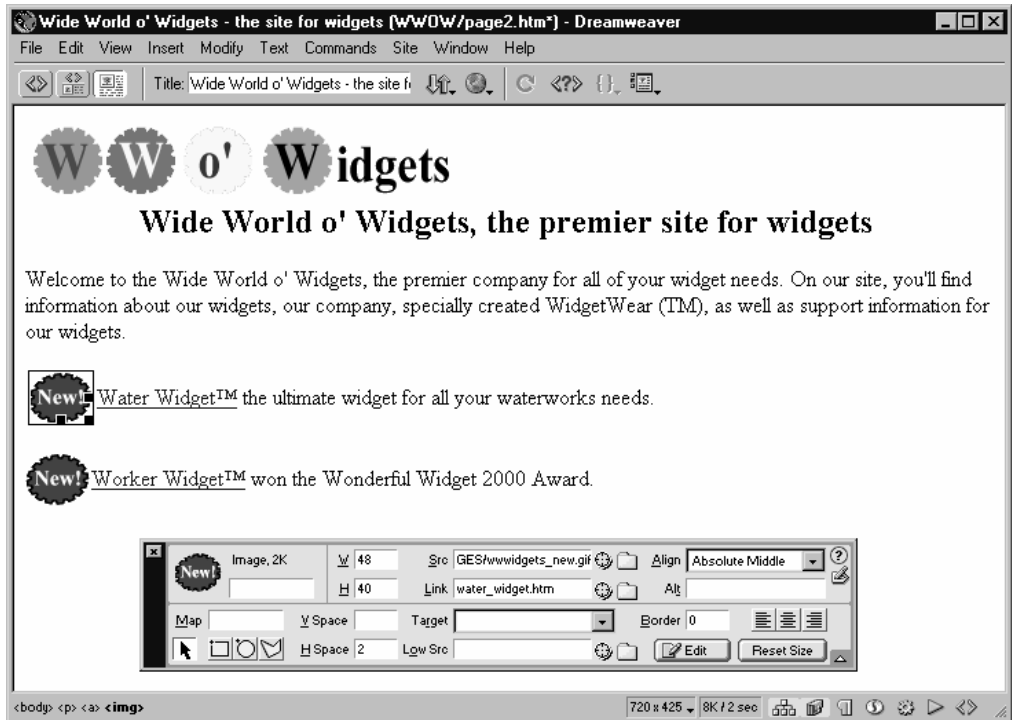 Wide World o' Widgets - the site for widgets (WWOW/page2.htm*) - Dreamweaver
File Edit View Insert Modify Text Commands Site Window Help
Title: Wide World o' Widgets - the site f
W W o' Widgets
Wide World o' Widgets, the premier site for widgets
Welcome to the Wide World o' Widgets, the premier company for all of your widget needs. On our site, you'll find
information about our widgets, our company, specially created WidgetWear (TM), as well as support information for
our widgets.
New! Water Widget™ the ultimate widget for all your waterworks needs.
New! Worker Widget™ won the Wonderful Widget 2000 Award.
New! Image, 2K W 48 Src GES/wwwidgets_new.gif Align Absolute Middle
H 40 Link water_widget.htm Alt
Map V Space Target Border 0
H Space 2 Low Src Edit Reset Size
<body> <p> <a> <img> 720 x 425 8K / 2 sec